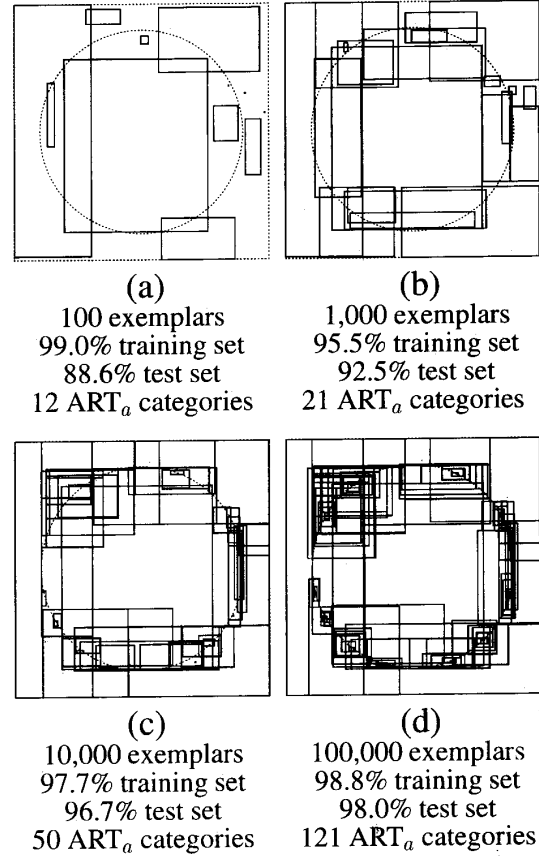 (a)
100 exemplars
99.0% training set
88.6% test set
12 ARTₐ categories
(b)
1,000 exemplars
95.5% training set
92.5% test set
21 ARTₐ categories
(c)
10,000 exemplars
97.7% training set
96.7% test set
50 ARTₐ categories
(d)
100,000 exemplars
98.8% training set
98.0% test set
121 ARTₐ categories